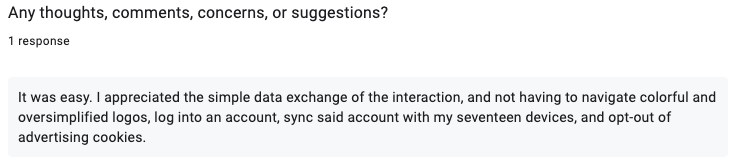 Any thoughts, comments, concerns, or suggestions?
1 response
It was easy. I appreciated the simple data exchange of the interaction, and not having to navigate colorful and
oversimplified logos, log into an account, sync said account with my seventeen devices, and opt-out of
advertising cookies.